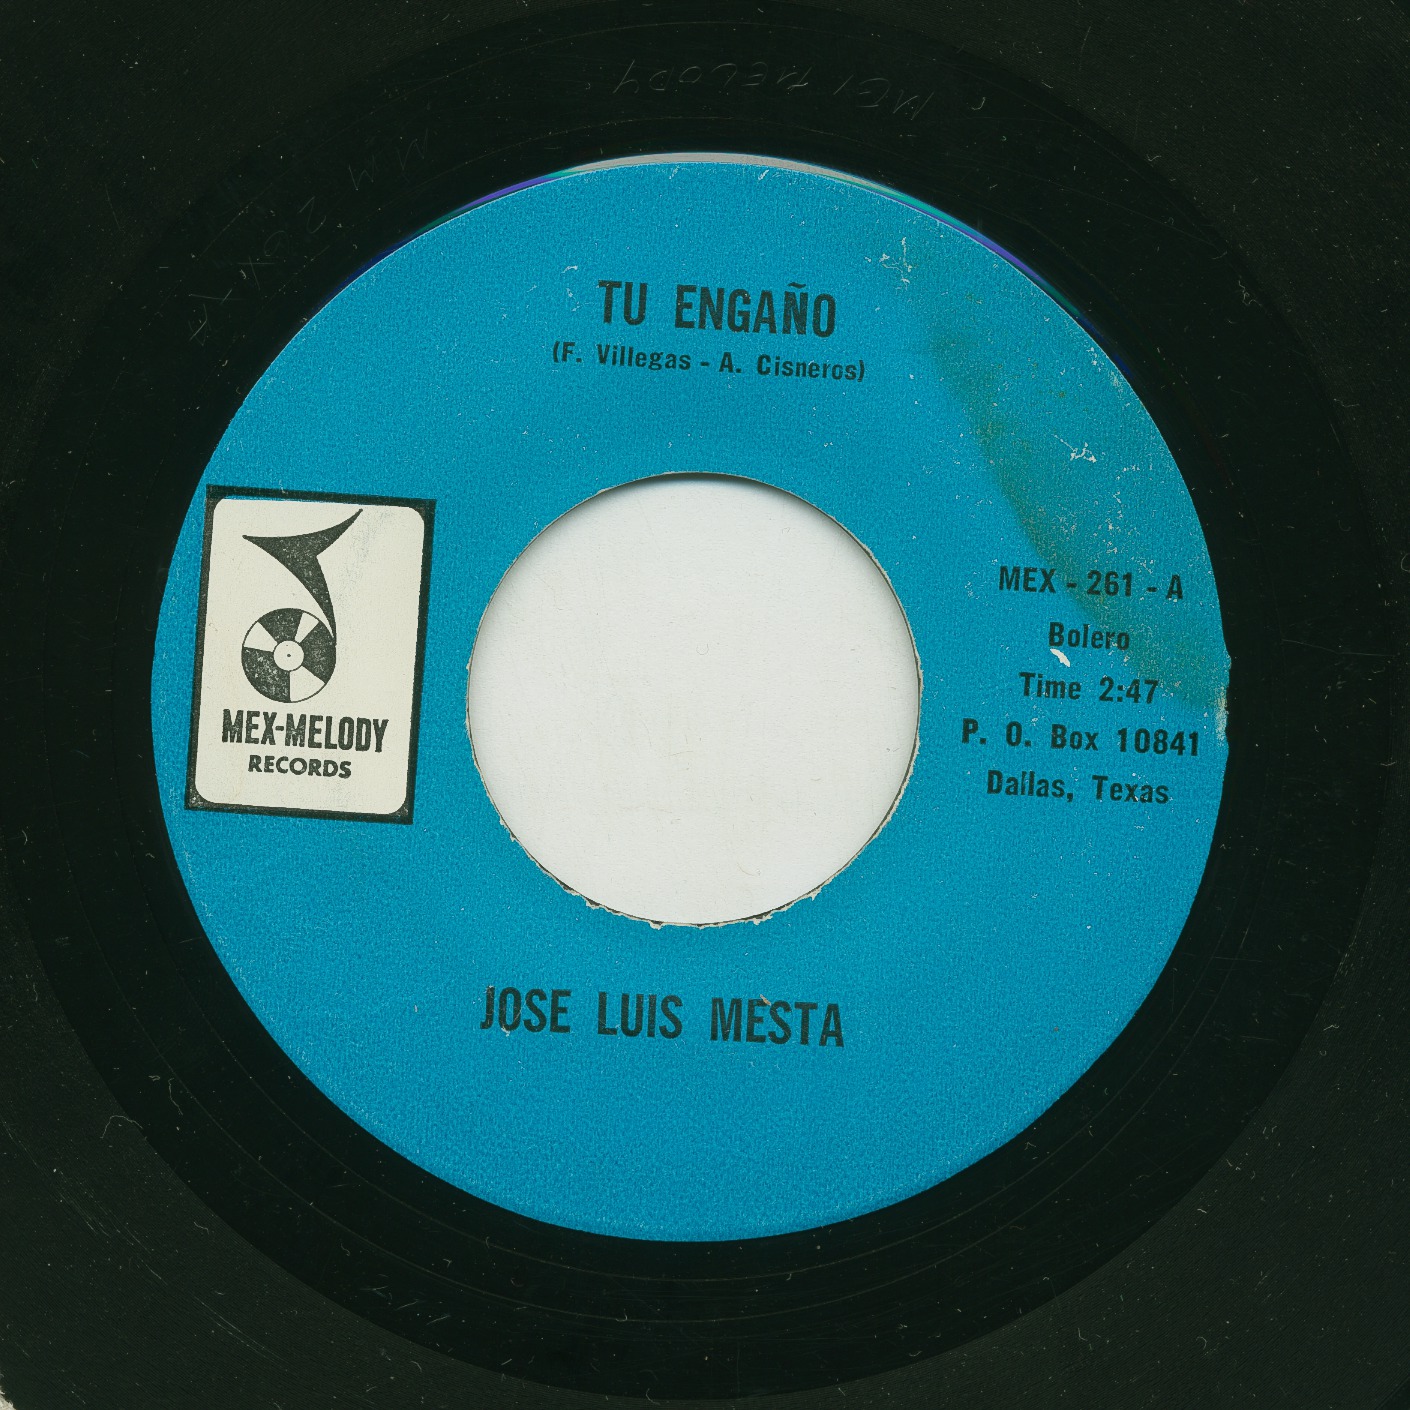 TU ENGAÑO
(F. Villegas - A. Cisneros)
MEX-MELODY
RECORDS
MEX - 261 - A
Bolero
Time 2:47
P. O. Box 10841
Dallas, Texas
JOSE LUIS MESTA